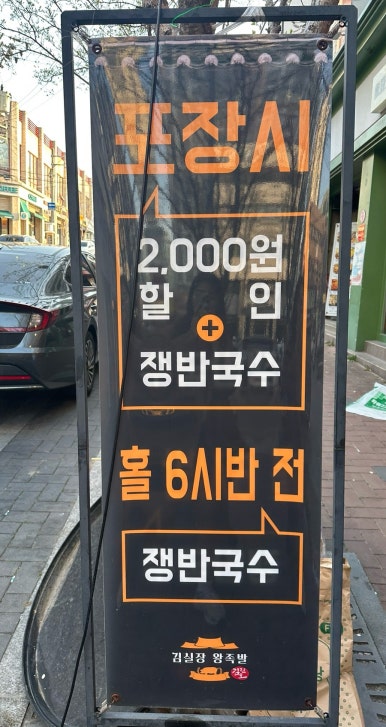 포장시
2,000원
할 인
+
쟁반국수
홀 6시반 전
쟁반국수
김실장 왕족발